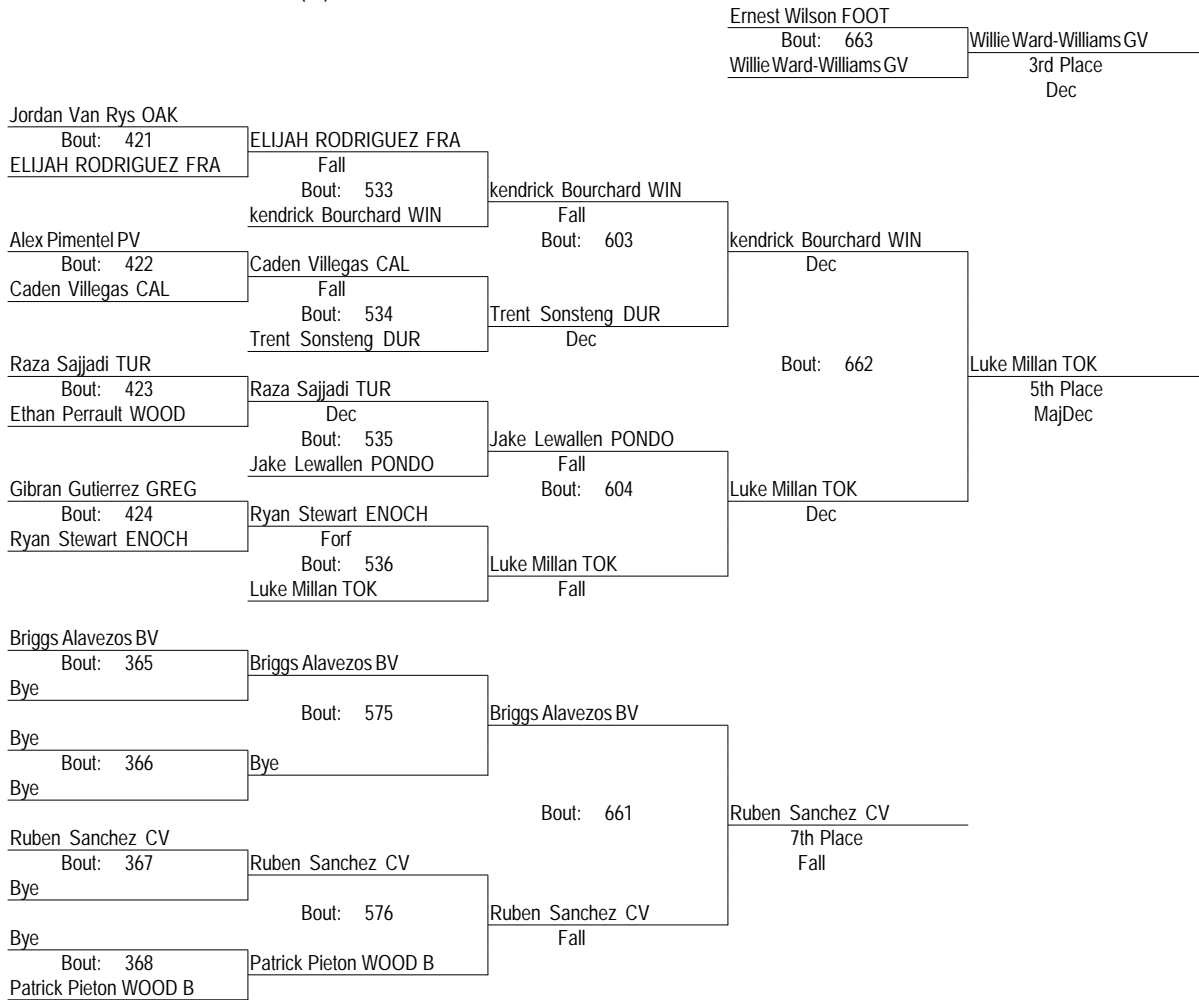 Ernest Wilson FOOT
Bout: 663
Willie Ward-Williams GV
Willie Ward-Williams GV
3rd Place
Dec
Jordan Van Rys OAK
Bout: 421
ELIJAH RODRIGUEZ FRA
ELIJAH RODRIGUEZ FRA
Fall
Bout: 533
kendrick Bourchard WIN
kendrick Bourchard WIN
Fall
Bout: 603
Alex Pimentel PV
Bout: 422
Caden Villegas CAL
Caden Villegas CAL
Fall
Bout: 534
Trent Sonsteng DUR
Trent Sonsteng DUR
Dec
kendrick Bourchard WIN
Dec
Bout: 662
Raza Sajjadi TUR
Bout: 423
Ethan Perrault WOOD
Raza Sajjadi TUR
Dec
Bout: 535
Jake Lewallen PONDO
Jake Lewallen PONDO
Fall
Bout: 604
Gibran Gutierrez GREG
Bout: 424
Ryan Stewart ENOCH
Ryan Stewart ENOCH
Forf
Bout: 536
Luke Millan TOK
Luke Millan TOK
Fall
Luke Millan TOK
Dec
Luke Millan TOK
5th Place
MajDec
Briggs Alavezos BV
Bout: 365
Bye
Briggs Alavezos BV
Bout: 575
Bye
Bout: 366
Bye
Bye
Briggs Alavezos BV
Bout: 661
Ruben Sanchez CV
Bout: 367
Bye
Ruben Sanchez CV
Bout: 576
Bye
Bout: 368
Patrick Pieton WOOD B
Patrick Pieton WOOD B
Ruben Sanchez CV
Fall
Ruben Sanchez CV
7th Place
Fall